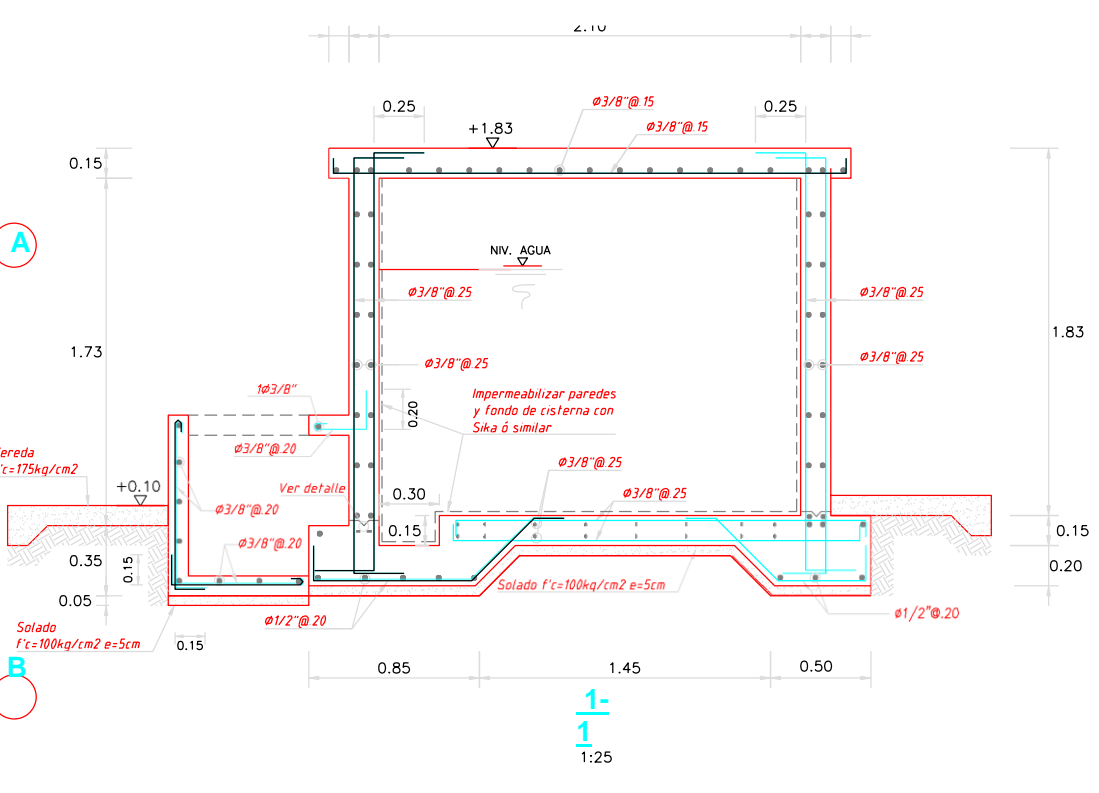 2.10
Ø3/8"@.15
0.25
0.25
+1.83
Ø3/8"@.15
0.15
A
NIV. AGUA
Ø3/8"@.25
Ø3/8"@.25
1.83
1.73
Ø3/8"@.25
Ø3/8"@.25
1Ø3/8"
Impermeabilizar paredes
y fondo de cisterna con
Sika ó similar
0.20
Ø3/8"@.20
ereda
'c=175kg/cm2
Ø3/8"@.25
+0.10
Ver detalle
0.30
Ø3/8"@.25
Ø3/8"@.20
0.15
0.15
Ø3/8"@.20
0.35
0.15
0.20
Solado f'c=100kg/cm2 e=5cm
0.05
Ø1/2"@.20
Ø1/2"@.20
Solado
f'c=100kg/cm2 e=5cm
0.15
B
0.85
1.45
0.50
1-
1
1:25